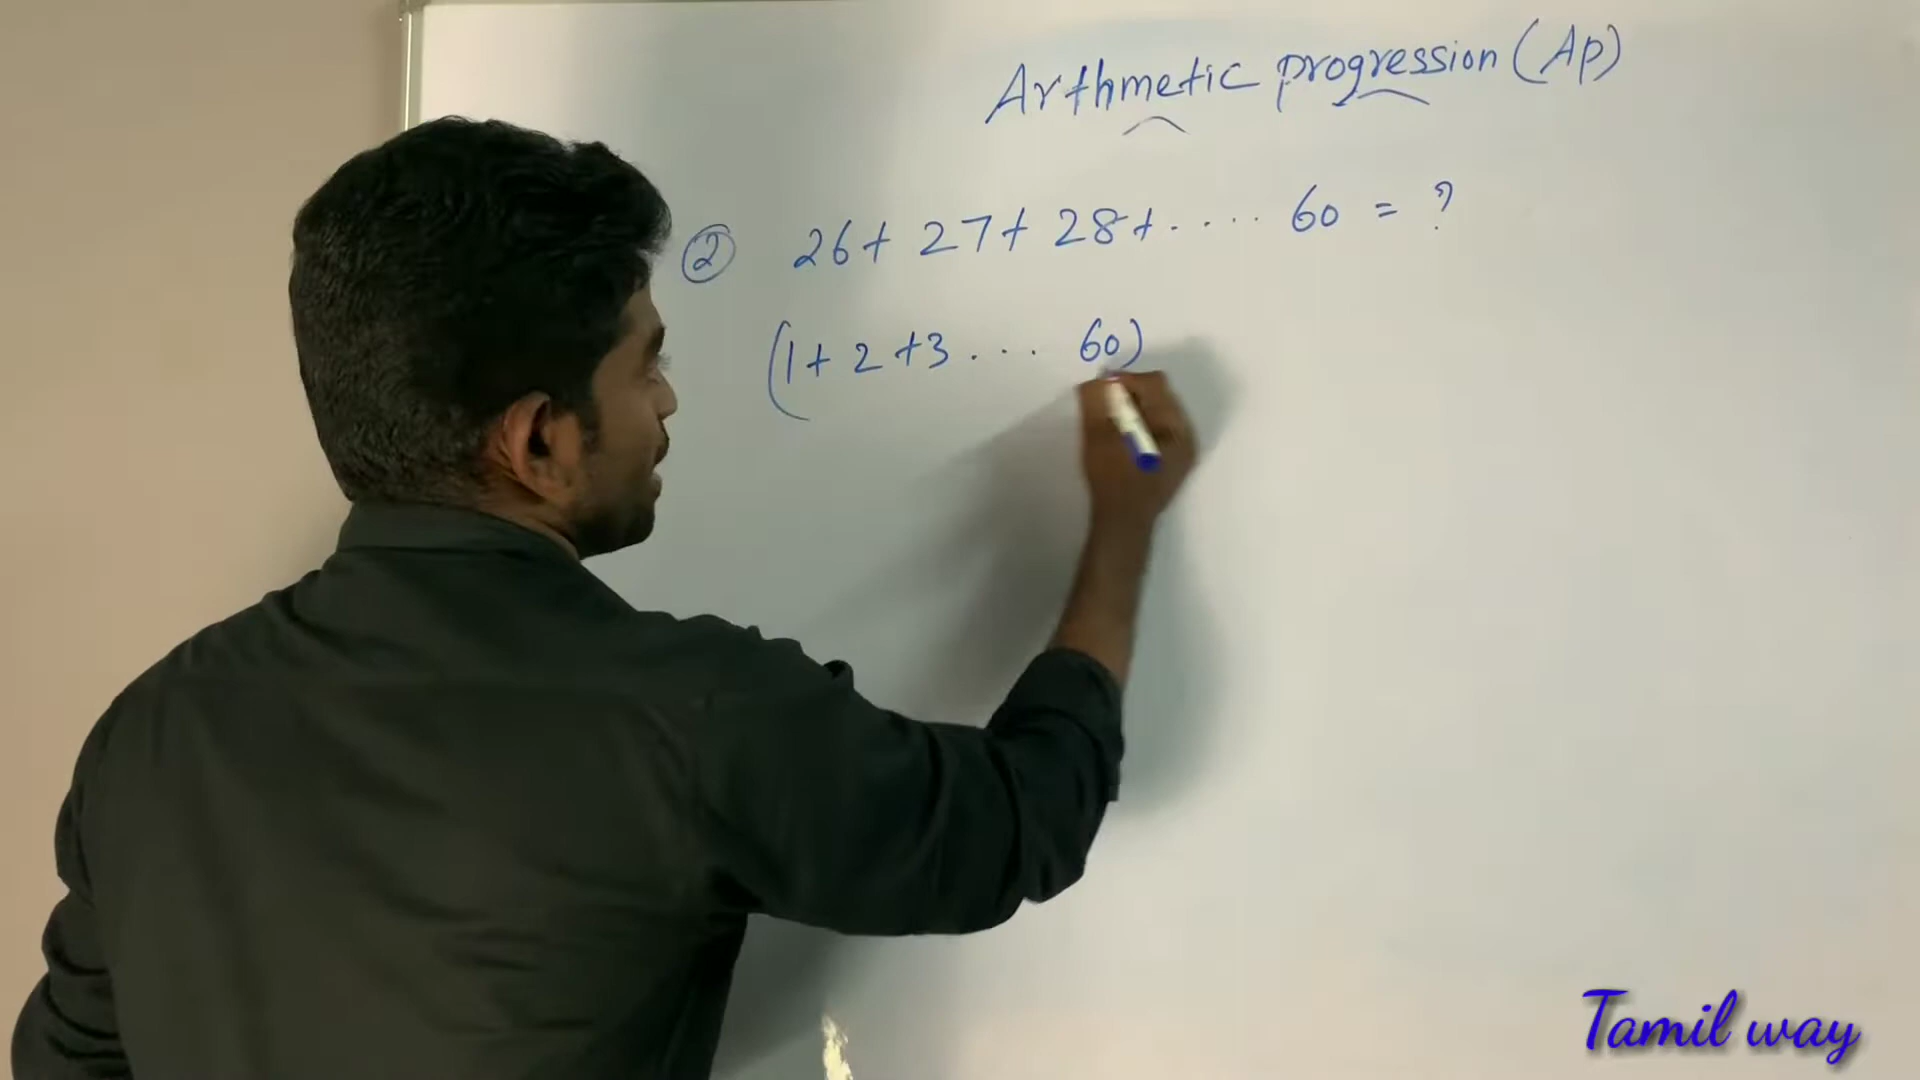 Arthmetic progression (Ap)
② 26+ 27+ 28+ . . . . . 60 = ?
(1+ 2 +3 . . . . 60)
Tamil way